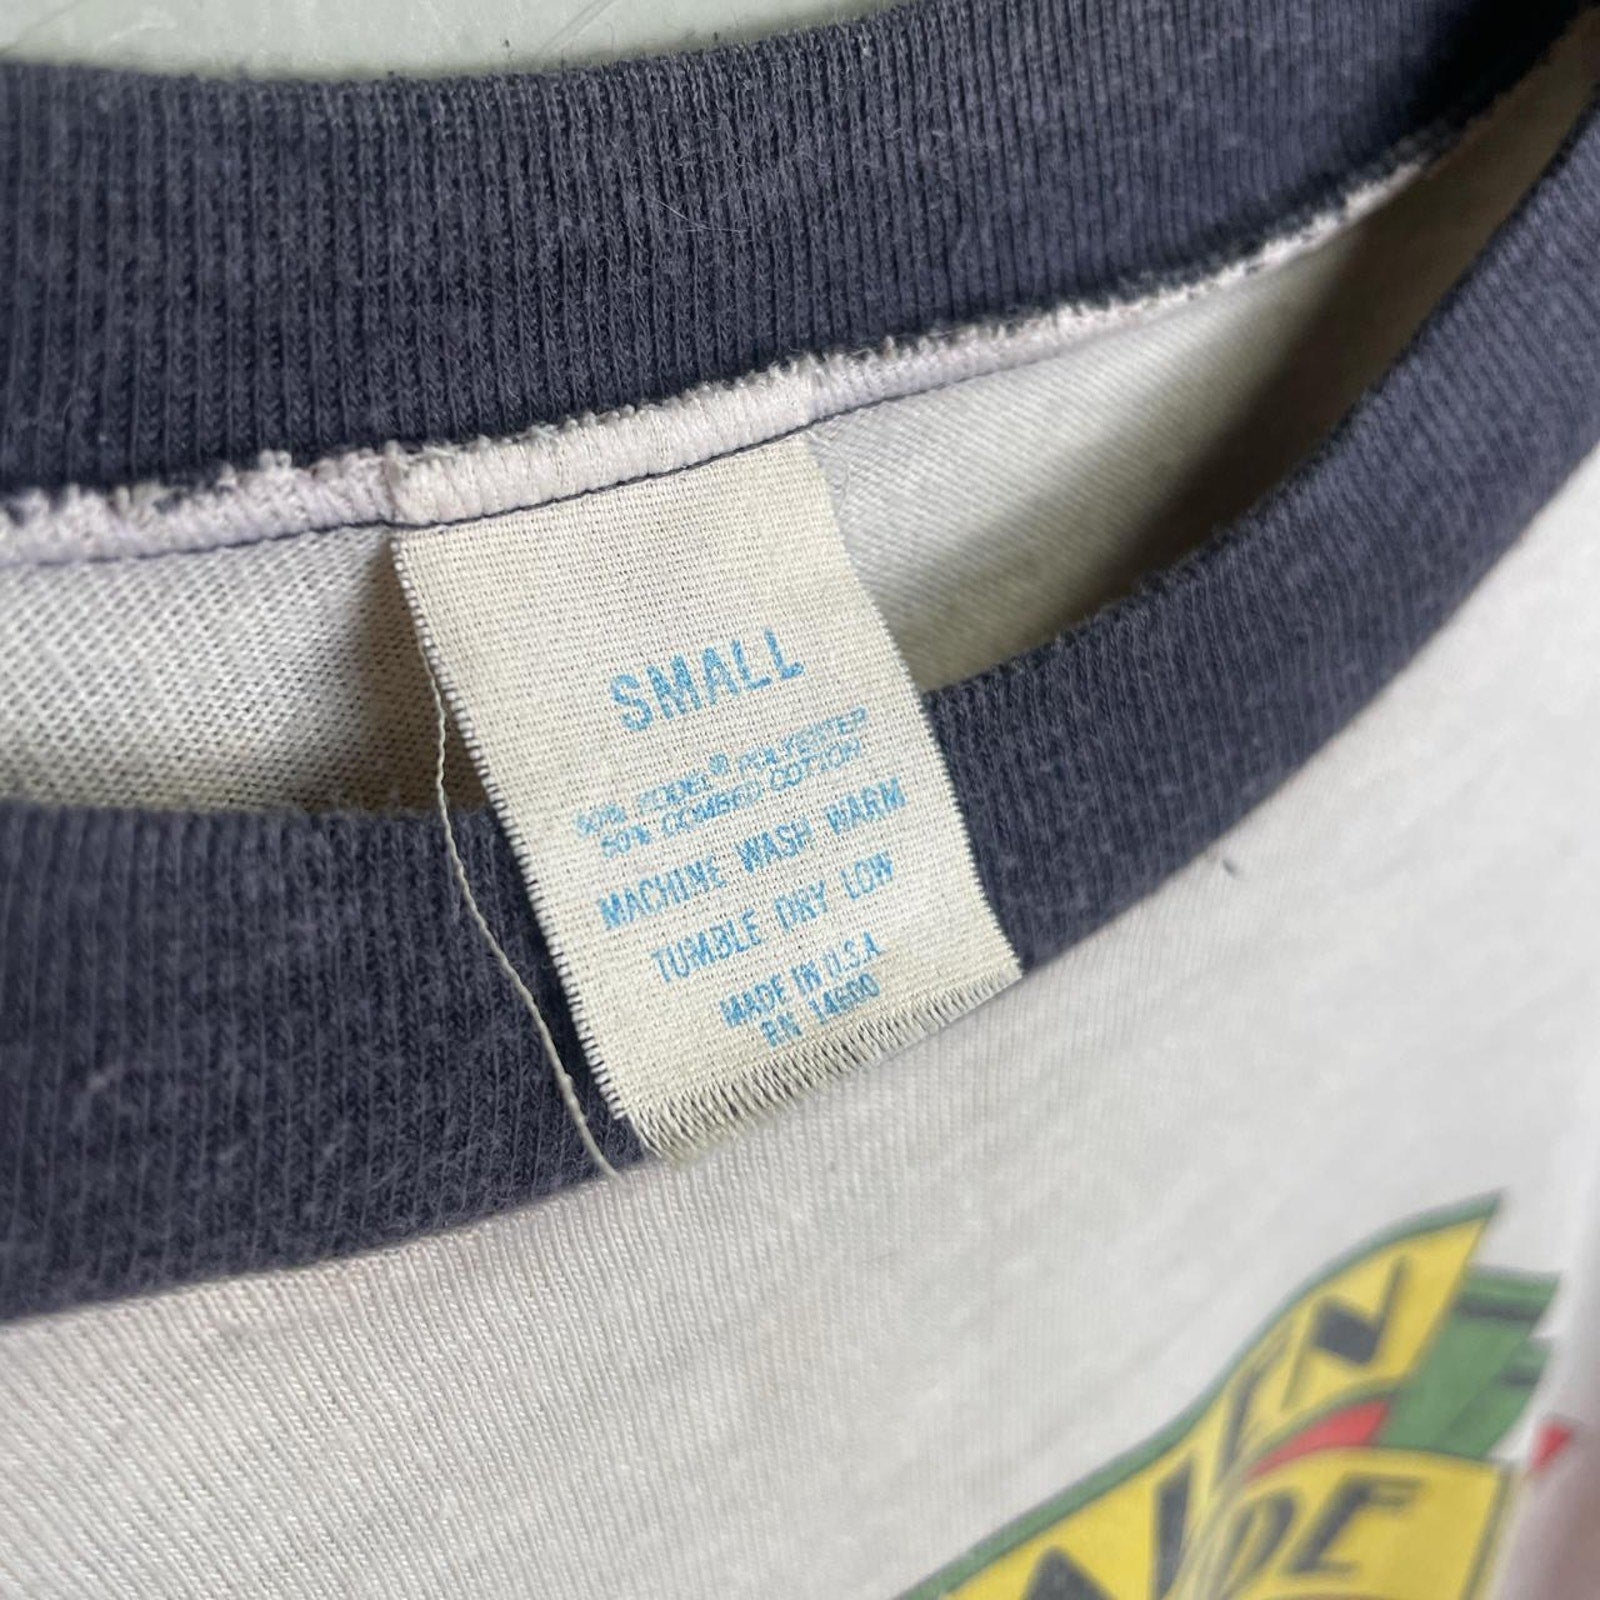 SMALL
50% KODEL® POLYESTER
50% COMBED COTTON
MACHINE WASH WARM
TUMBLE DRY LOW
MADE IN U.S.A.
RN 14600